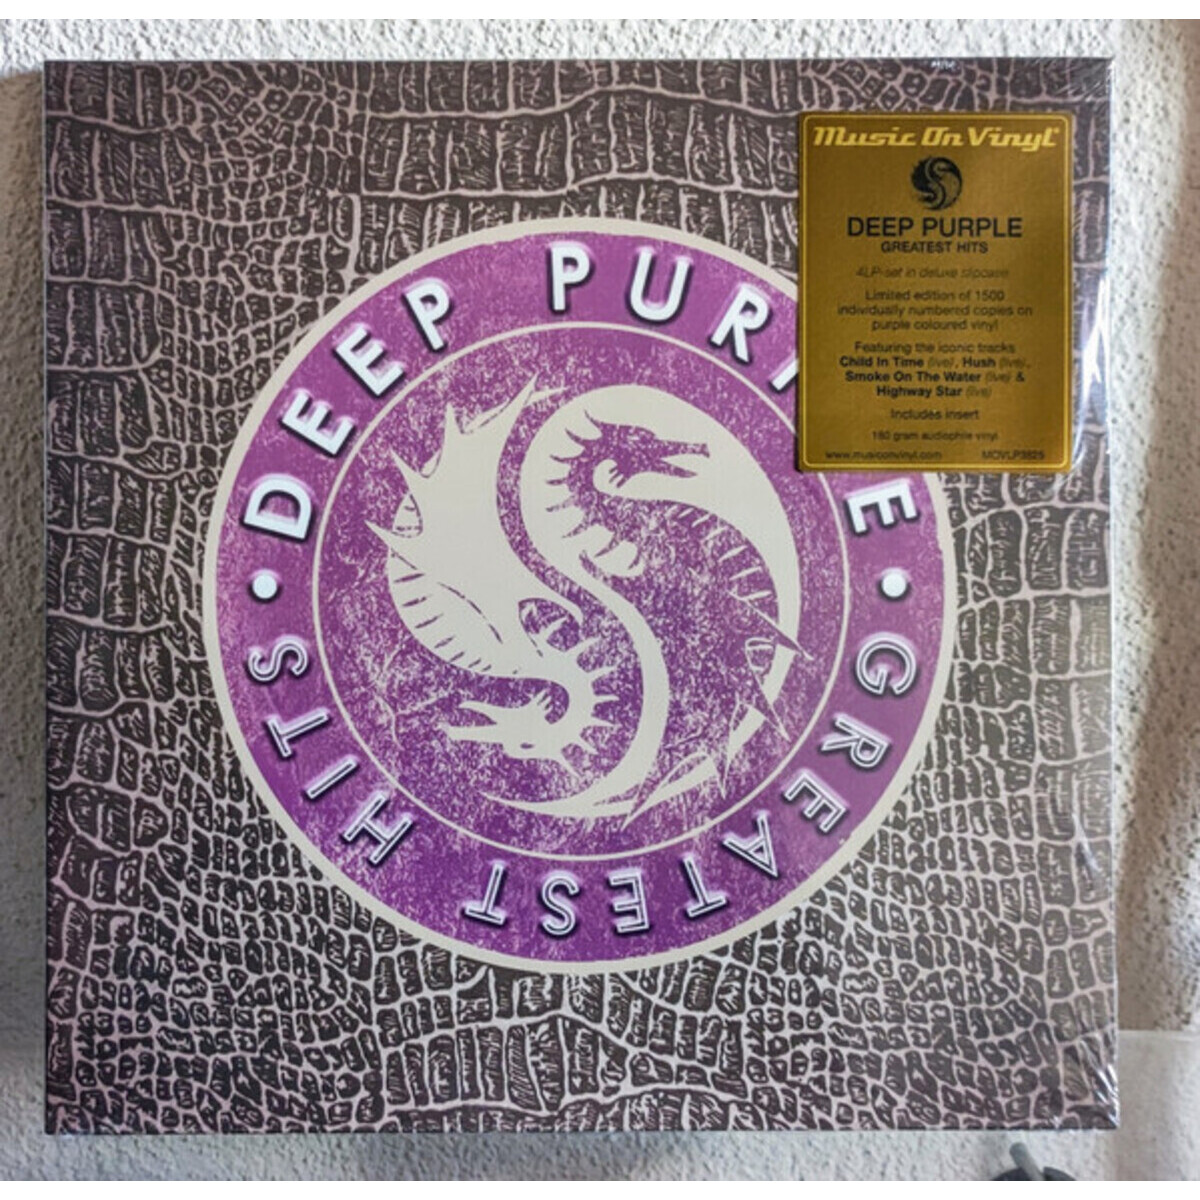 Music On Vinyl
DEEP PURPLE
GREATEST HITS
4LP-set in deluxe slipcase
Limited edition of 1500
individually numbered copies on
purple coloured vinyl
Featuring the iconic tracks
Child In Time (live), Hush (live),
Smoke On The Water (live) &
Highway Star (live)
Includes insert
180 gram audiophile vinyl
www.musiconvinyl.com MOVLP3825
DEEP PUR E • GREATEST HITS •